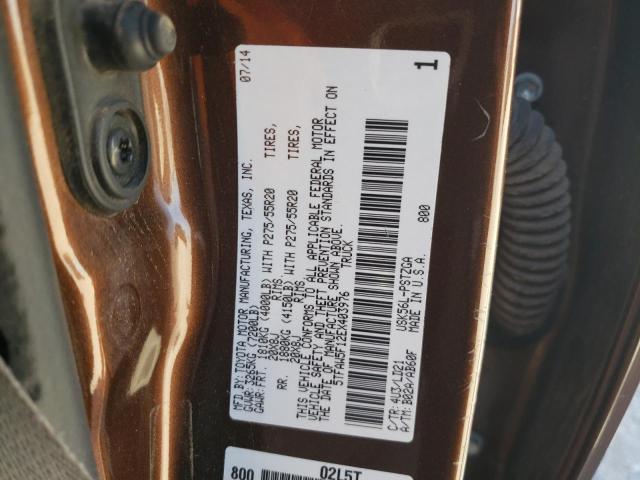 MFD.BY:TOYOTA MOTOR MANUFACTURING, TEXAS, INC. 07/14
GVWR:3265KG (7200LB)
GAWR:FRT. 1810KG (4000LB) WITH P275/55R20 TIRES,
20X8J RIMS
RR. 1880KG (4150LB) WITH P275/55R20 TIRES,
20X8J RIMS
THIS VEHICLE CONFORMS TO ALL APPLICABLE FEDERAL MOTOR
VEHICLE SAFETY AND THEFT PREVENTION STANDARDS IN EFFECT ON
THE DATE OF MANUFACTURE SHOWN ABOVE.
5TFAW5F12EX403976 TRUCK
1
USK56L-PSTZGA 800
MADE IN U.S.A.
C/TR:4U3/LD21
A/TM:B02A/AB60F
800 02L5T